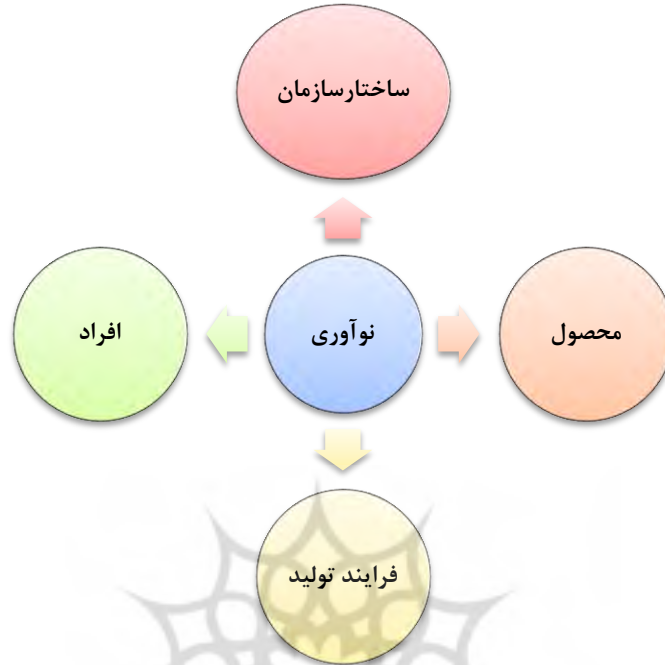 ساختارسازمان
محصول
نوآوری
افراد
فرایند تولید